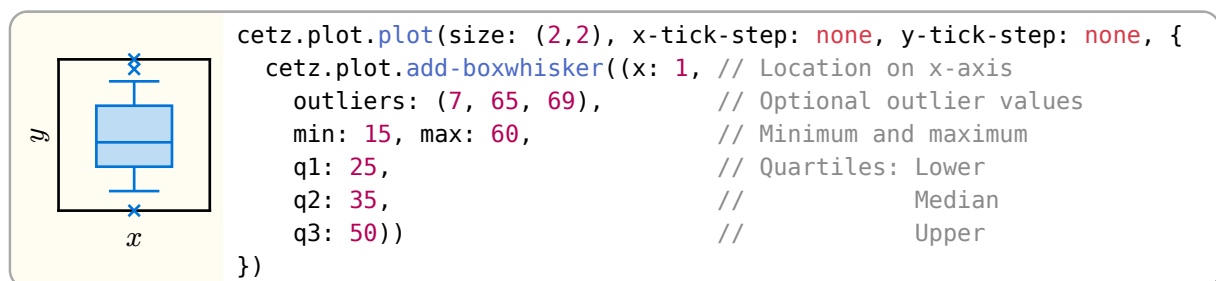 cetz.plot.plot(size: (2,2), x-tick-step: none, y-tick-step: none, {
  cetz.plot.add-boxwhisker((x: 1, // Location on x-axis
    outliers: (7, 65, 69),        // Optional outlier values
    min: 15, max: 60,             // Minimum and maximum
    q1: 25,                       // Quartiles: Lower
    q2: 35,                       //            Median
    q3: 50))                      //            Upper
})
y
x